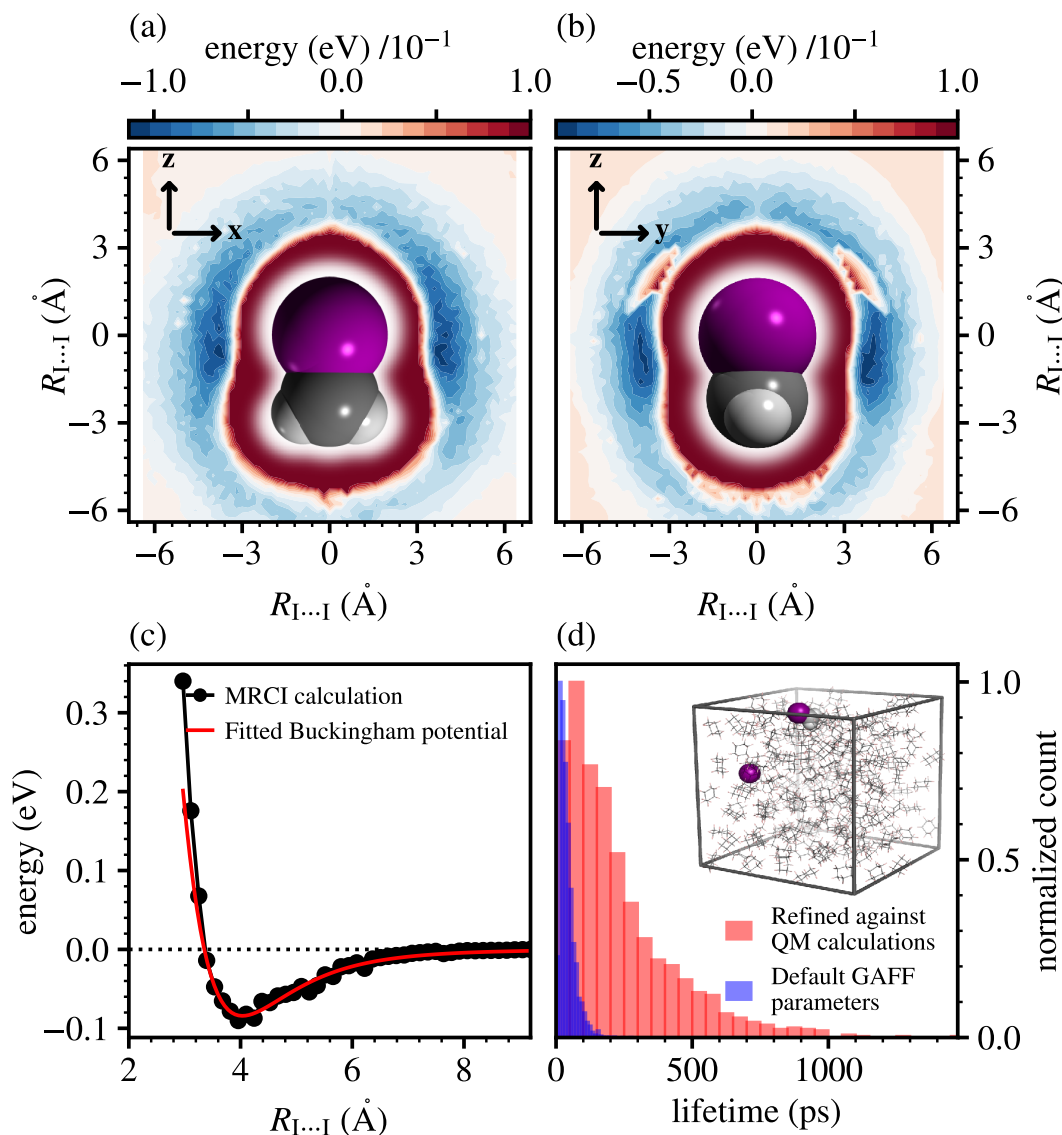 (a)
energy (eV) /10⁻¹
−1.0 0.0 1.0
(b)
energy (eV) /10⁻¹
−0.5 0.0 1.0
z
x
6
3
0
−3
−6
R_I···I (Å)
−6 −3 0 3 6
R_I···I (Å)
z
y
6
3
0
−3
−6
R_I···I (Å)
−6 −3 0 3 6
R_I···I (Å)
(c)
MRCI calculation
Fitted Buckingham potential
0.3
0.2
0.1
0.0
−0.1
energy (eV)
2 4 6 8
R_I···I (Å)
(d)
1.0
0.5
0.0
normalized count
Refined against
QM calculations
Default GAFF
parameters
0 500 1000
lifetime (ps)